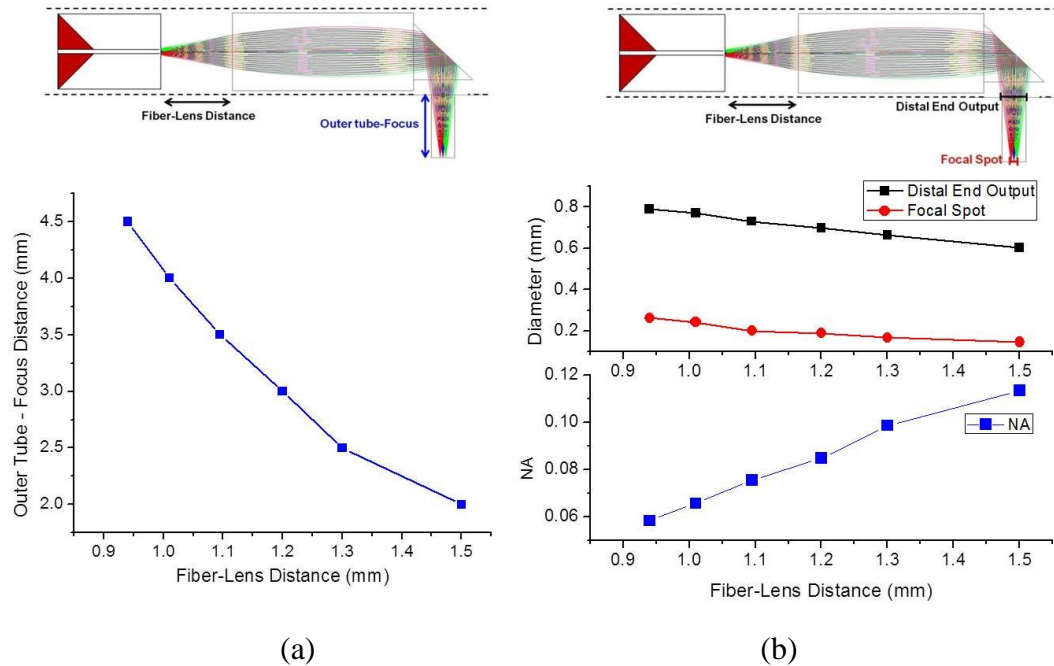 Fiber-Lens Distance
Outer tube-Focus
Outer Tube - Focus Distance (mm)
4.5
4.0
3.5
3.0
2.5
2.0
0.9 1.0 1.1 1.2 1.3 1.4 1.5
Fiber-Lens Distance (mm)
(a)
Fiber-Lens Distance
Distal End Output
Focal Spot
Distal End Output
Focal Spot
Diameter (mm)
0.8
0.6
0.4
0.2
0.9 1.0 1.1 1.2 1.3 1.4 1.5
NA
NA
0.12
0.10
0.08
0.06
0.9 1.0 1.1 1.2 1.3 1.4 1.5
Fiber-Lens Distance (mm)
(b)